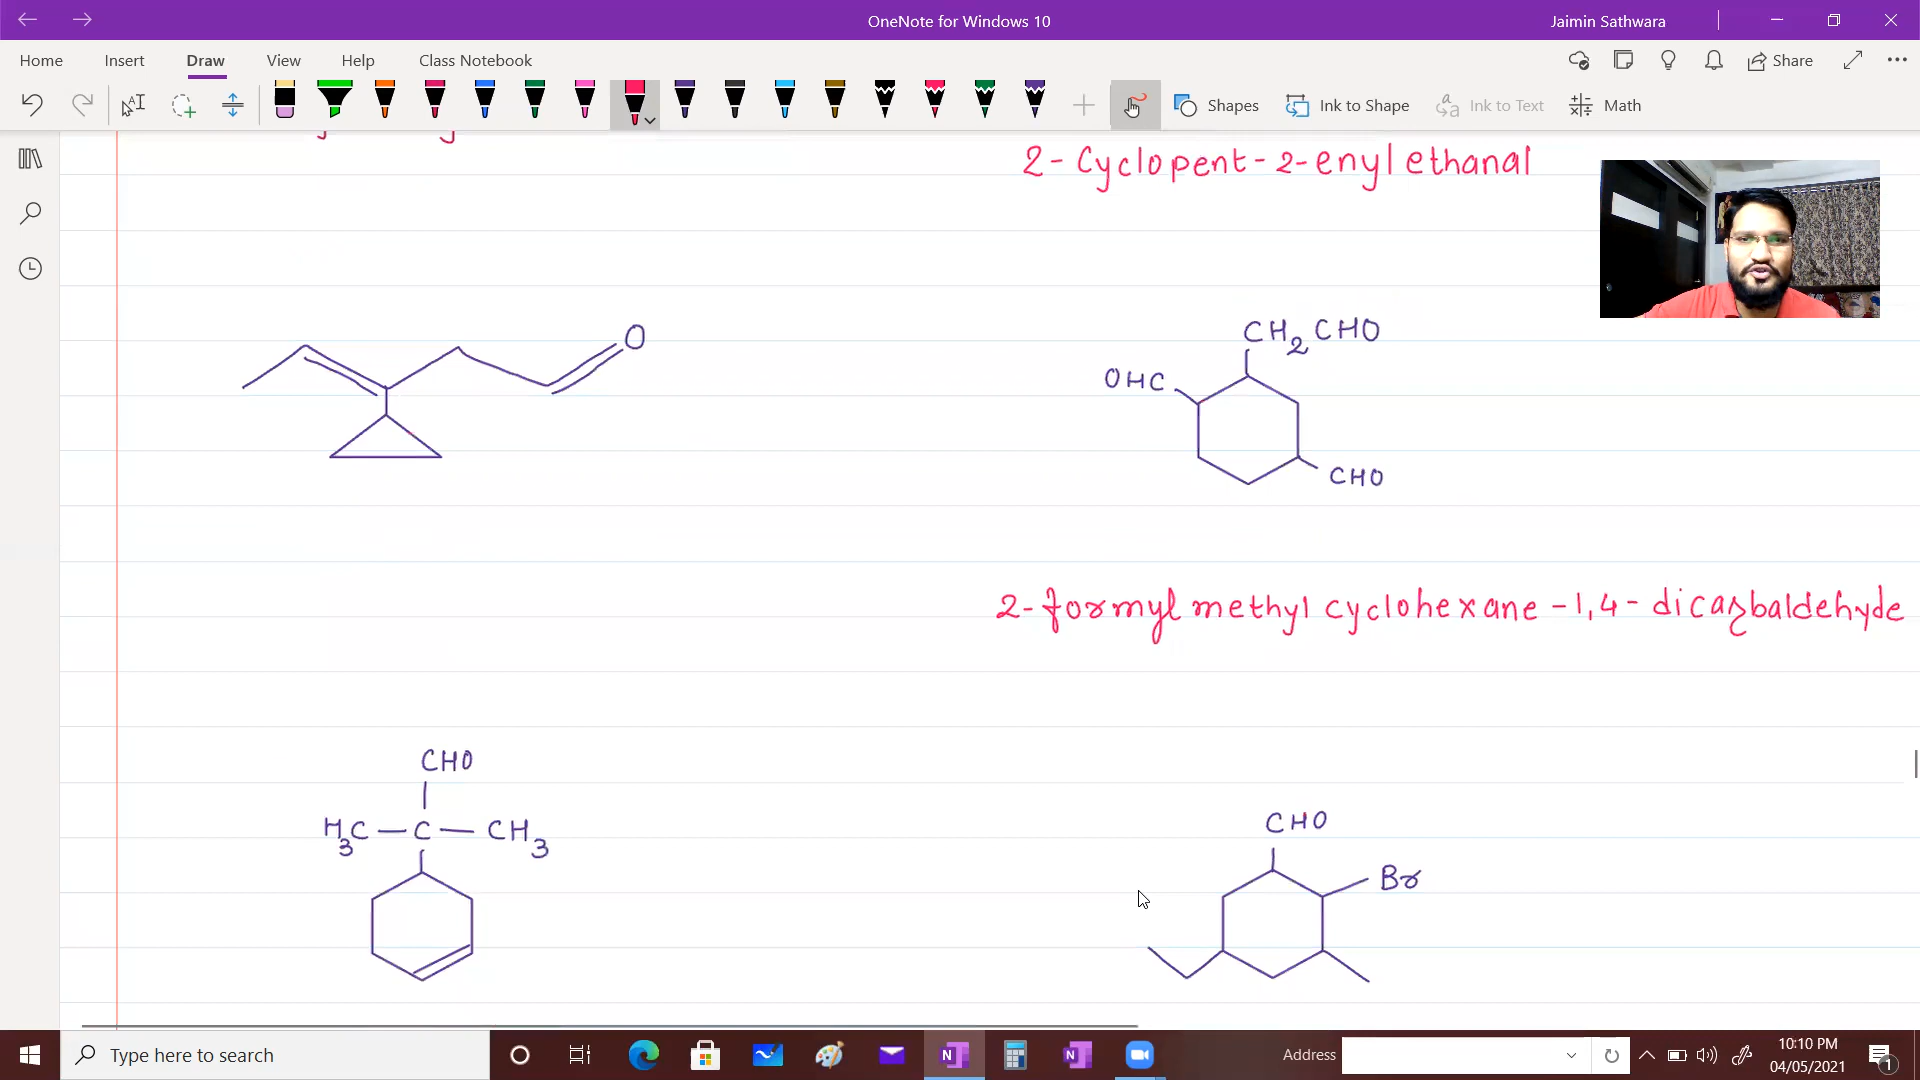 OneNote for Windows 10
Jaimin Sathwara
Home Insert Draw View Help Class Notebook
Share
Shapes Ink to Shape Ink to Text Math
2-Cyclopent-2-enyl ethanal
O
CH2CHO
OHC
CHO
2-formyl methyl cyclohexane-1,4-dicarbaldehyde
CHO
H3C-C-CH3
CHO
Br
Type here to search
Address
10:10 PM
04/05/2021
1